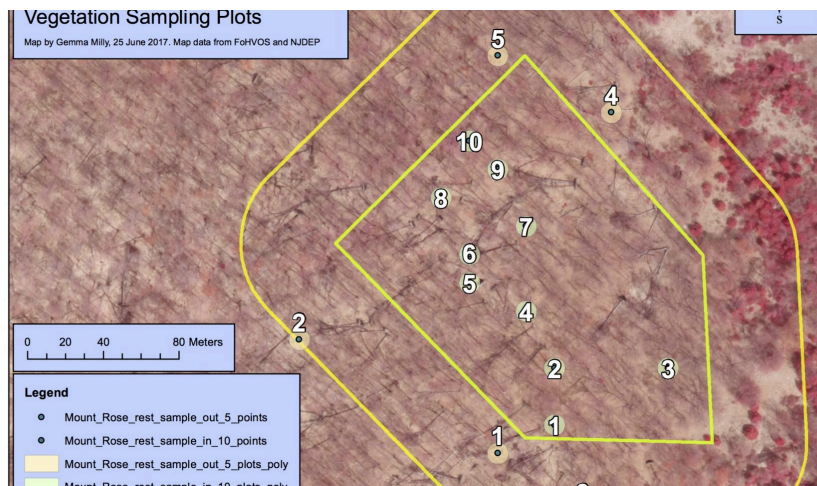 Vegetation Sampling Plots
Map by Gemma Milly, 25 June 2017. Map data from FoHVOS and NJDEP
S
5
4
10
9
8
7
6
5
4
2
2
3
1
1
0 20 40 80 Meters
Legend
Mount_Rose_rest_sample_out_5_points
Mount_Rose_rest_sample_in_10_points
Mount_Rose_rest_sample_out_5_plots_poly
Mount_Rose_rest_sample_in_10_plots_poly